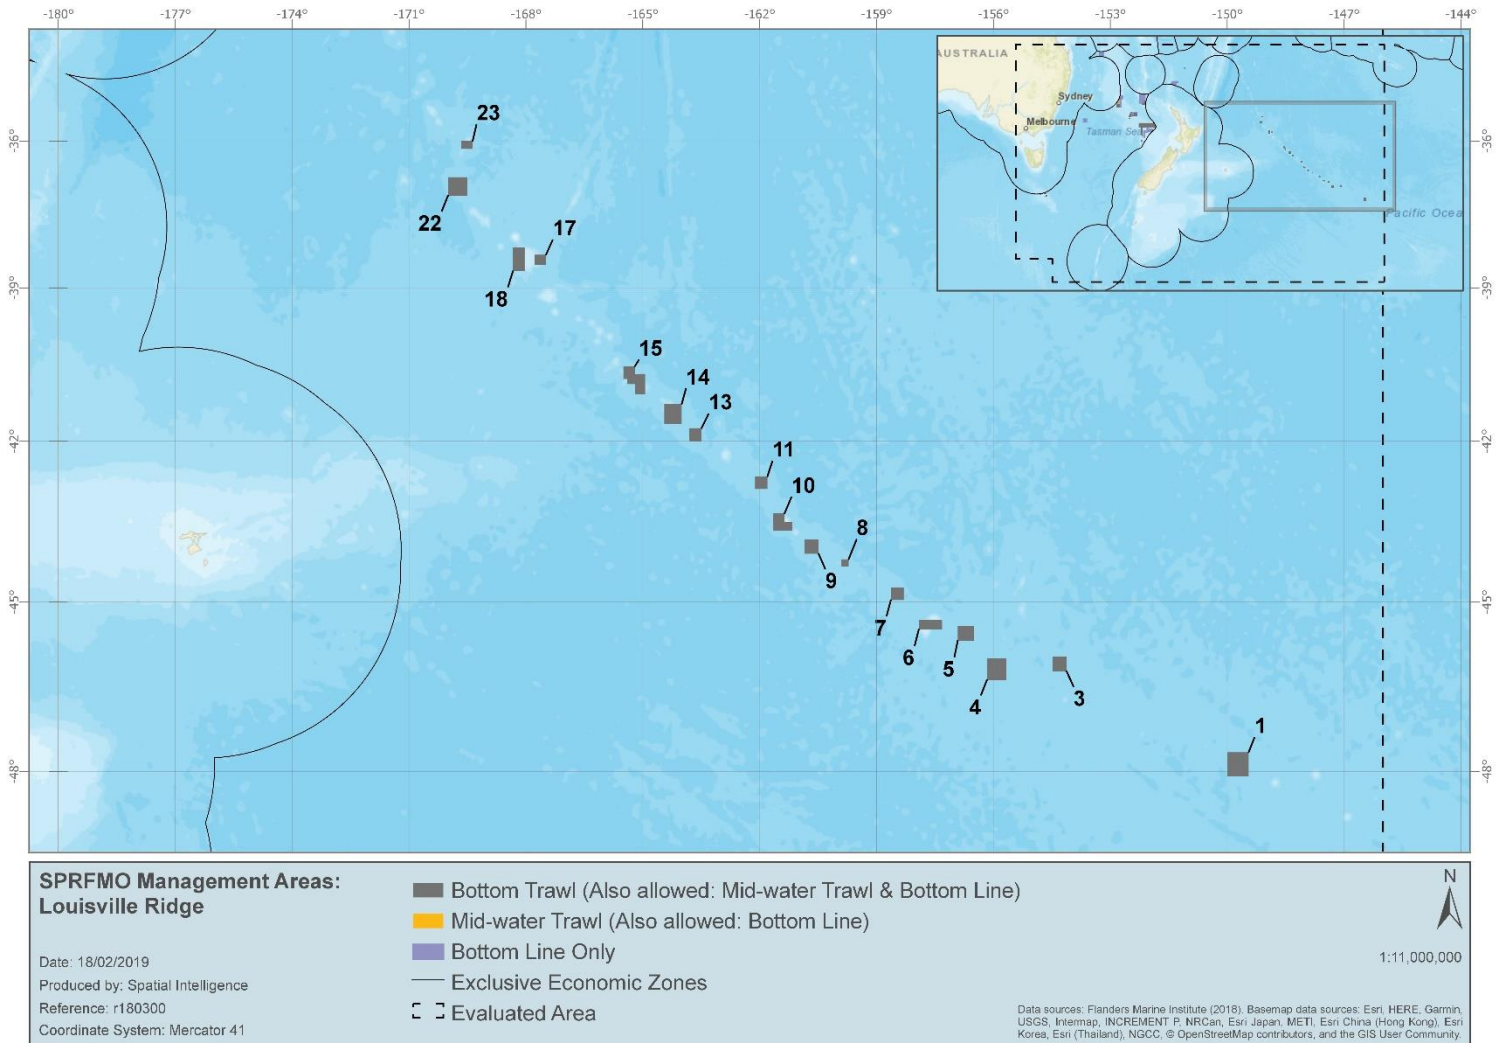 -180° -177° -174° -171° -168° -165° -162° -159° -156° -153° -150° -147° -144°
AUSTRALIA
Sydney
Melbourne
Tasman Sea
Pacific Ocea
-36° -36°
-39° -39°
-42° -42°
-45° -45°
-48° -48°
23
22
17
18
15
14
13
11
10
8
9
7
6
5
4
3
1
SPRFMO Management Areas:
Louisville Ridge
Date: 18/02/2019
Produced by: Spatial Intelligence
Reference: r180300
Coordinate System: Mercator 41
Bottom Trawl (Also allowed: Mid-water Trawl & Bottom Line)
Mid-water Trawl (Also allowed: Bottom Line)
Bottom Line Only
Exclusive Economic Zones
Evaluated Area
N
1:11,000,000
Data sources: Flanders Marine Institute (2018). Basemap data sources: Esri, HERE, Garmin,
USGS, Intermap, INCREMENT P, NRCan, Esri Japan, METI, Esri China (Hong Kong), Esri
Korea, Esri (Thailand), NGCC, © OpenStreetMap contributors, and the GIS User Community.